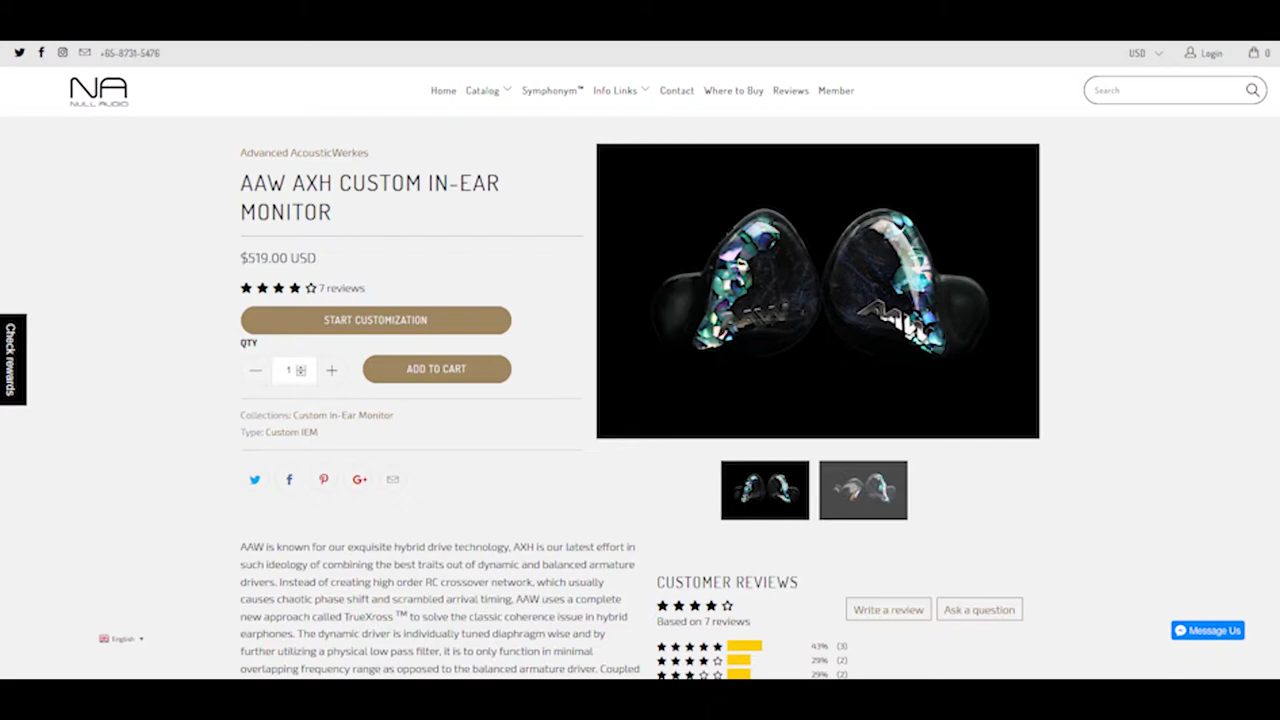 +65-8731-5476
USD
Login
0
NA
NULL AUDIO
Home
Catalog
Symphonym™
Info Links
Contact
Where to Buy
Reviews
Member
Search
Advanced AcousticWerkes
AAW AXH CUSTOM IN-EAR
MONITOR
$519.00 USD
7 reviews
START CUSTOMIZATION
QTY
1
ADD TO CART
Collections: Custom in-Ear Monitor
Type: Custom IEM
AAW
AAW
Check rewards
AAW is known for our exquisite hybrid drive technology, AXH is our latest effort in
such ideology of combining the best traits out of dynamic and balanced armature
drivers. Instead of creating high order RC crossover network, which usually
causes chaotic phase shift and scrambled arrival timing, AAW uses a complete
new approach called TrueXross ™ to solve the classic coherence issue in hybrid
earphones. The dynamic driver is individually tuned diaphragm wise and by
further utilizing a physical low pass filter, it is to only function in minimal
overlapping frequency range as opposed to the balanced armature driver. Coupled
CUSTOMER REVIEWS
Based on 7 reviews
Write a review
Ask a question
43% (3)
29% (2)
29% (2)
English
Message Us